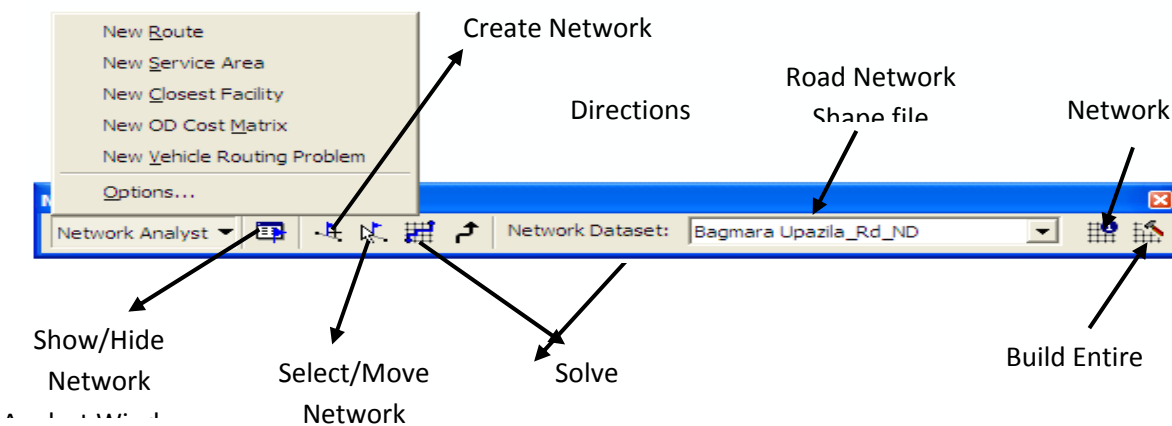 New Route
New Service Area
New Closest Facility
New OD Cost Matrix
New Vehicle Routing Problem
Options...
Create Network
Directions
Road Network
Shape file
Network
N
Network Analyst
Network Dataset:
Bagmara Upazila_Rd_ND
Show/Hide
Network
Select/Move
Network
Solve
Build Entire